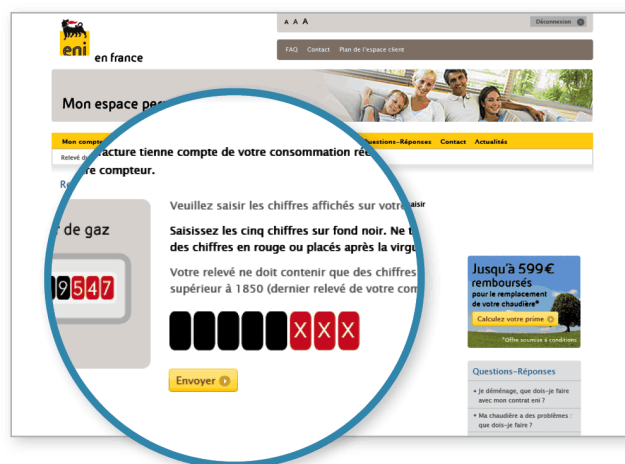 A A A
Déconnexion
eni
en france
FAQ Contact Plan de l'espace client
Mon espace per
Mon compte
Questions-Réponses Contact Actualités
Relevé d
facture tienne compte de votre consommation rée
re compteur.
Re
Veuillez saisir les chiffres affichés sur votre
saisir
de gaz
Saisissez les cinq chiffres sur fond noir. Ne t
des chiffres en rouge ou placés après la virgu
9547
Votre relevé ne doit contenir que des chiffres
supérieur à 1850 (dernier relevé de votre com
X X X
Envoyer
Jusqu'à 599€
remboursés
pour le remplacement
de votre chaudière*
Calculez votre prime
*Offre soumise à conditions
Questions-Réponses
• Je déménage, que dois-je faire
avec mon contrat eni ?
• Ma chaudière a des problèmes :
que dois-je faire ?